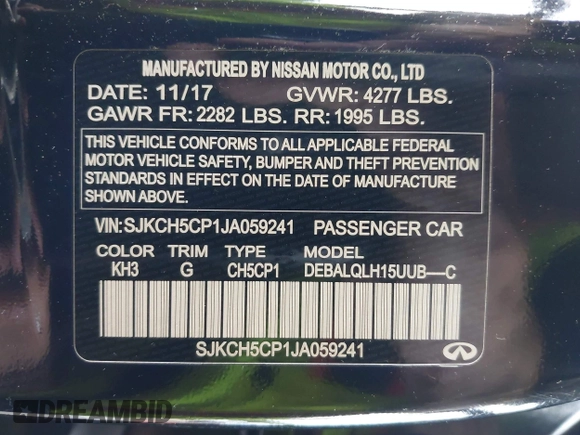 MANUFACTURED BY NISSAN MOTOR CO., LTD
DATE: 11/17 GVWR: 4277 LBS.
GAWR FR: 2282 LBS. RR: 1995 LBS.
THIS VEHICLE CONFORMS TO ALL APPLICABLE FEDERAL
MOTOR VEHICLE SAFETY, BUMPER AND THEFT PREVENTION
STANDARDS IN EFFECT ON THE DATE OF MANUFACTURE
SHOWN ABOVE.
VIN:SJKCH5CP1JA059241 PASSENGER CAR
COLOR TRIM TYPE MODEL
KH3 G CH5CP1 DEBALQLH15UUB—C
SJKCH5CP1JA059241
DREAMBID